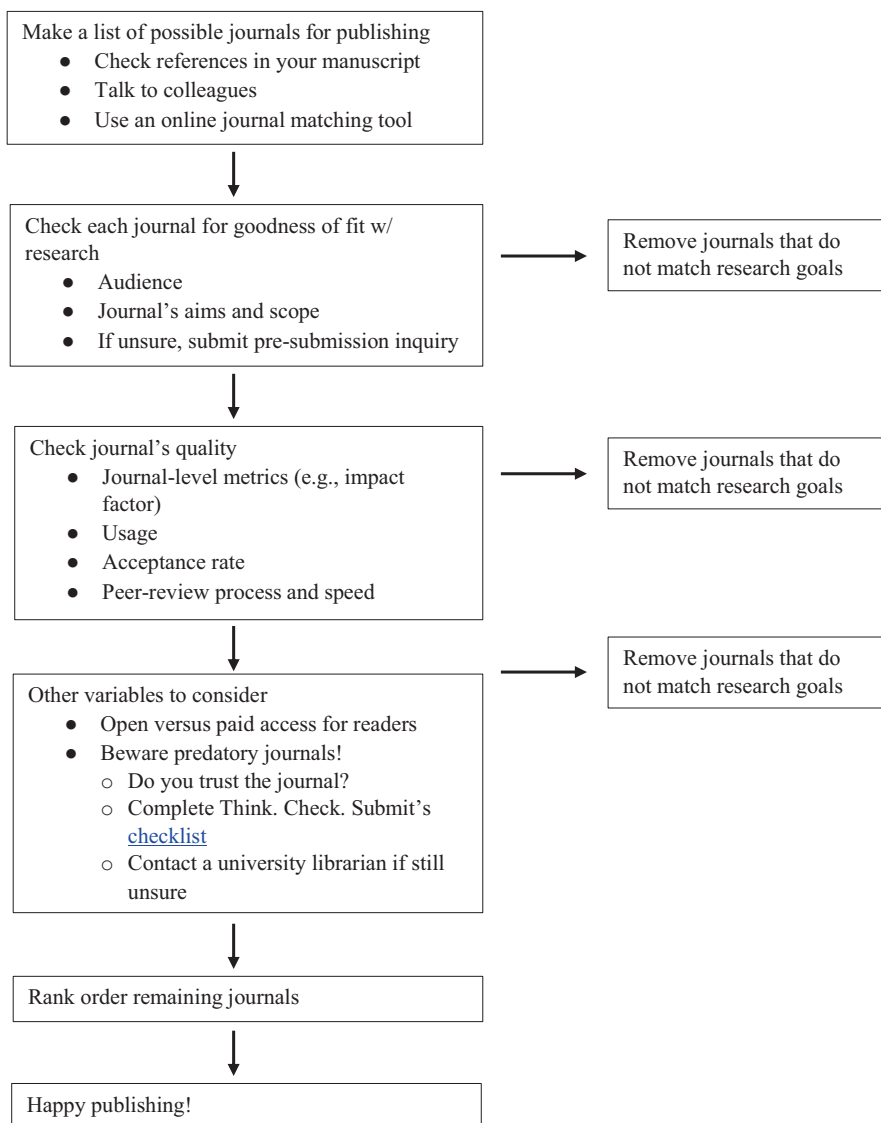 Make a list of possible journals for publishing
● Check references in your manuscript
● Talk to colleagues
● Use an online journal matching tool
Check each journal for goodness of fit w/
research
● Audience
● Journal’s aims and scope
● If unsure, submit pre-submission inquiry
Remove journals that do
not match research goals
Check journal’s quality
● Journal-level metrics (e.g., impact
factor)
● Usage
● Acceptance rate
● Peer-review process and speed
Remove journals that do
not match research goals
Other variables to consider
● Open versus paid access for readers
● Beware predatory journals!
○ Do you trust the journal?
○ Complete Think. Check. Submit’s
checklist
○ Contact a university librarian if still
unsure
Remove journals that do
not match research goals
Rank order remaining journals
Happy publishing!